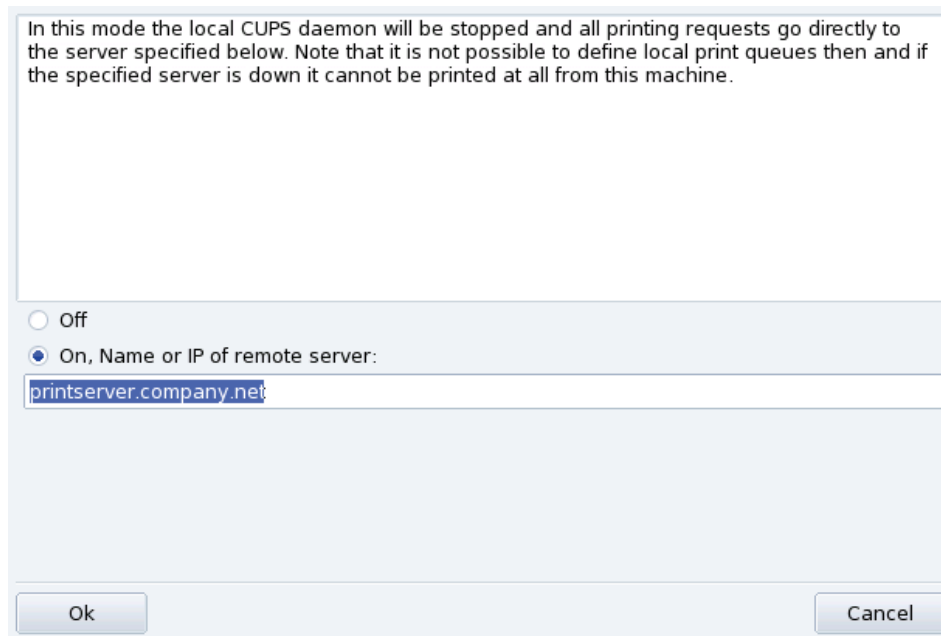 In this mode the local CUPS daemon will be stopped and all printing requests go directly to
the server specified below. Note that it is not possible to define local print queues then and if
the specified server is down it cannot be printed at all from this machine.
Off
On, Name or IP of remote server:
printserver.company.net
Ok
Cancel